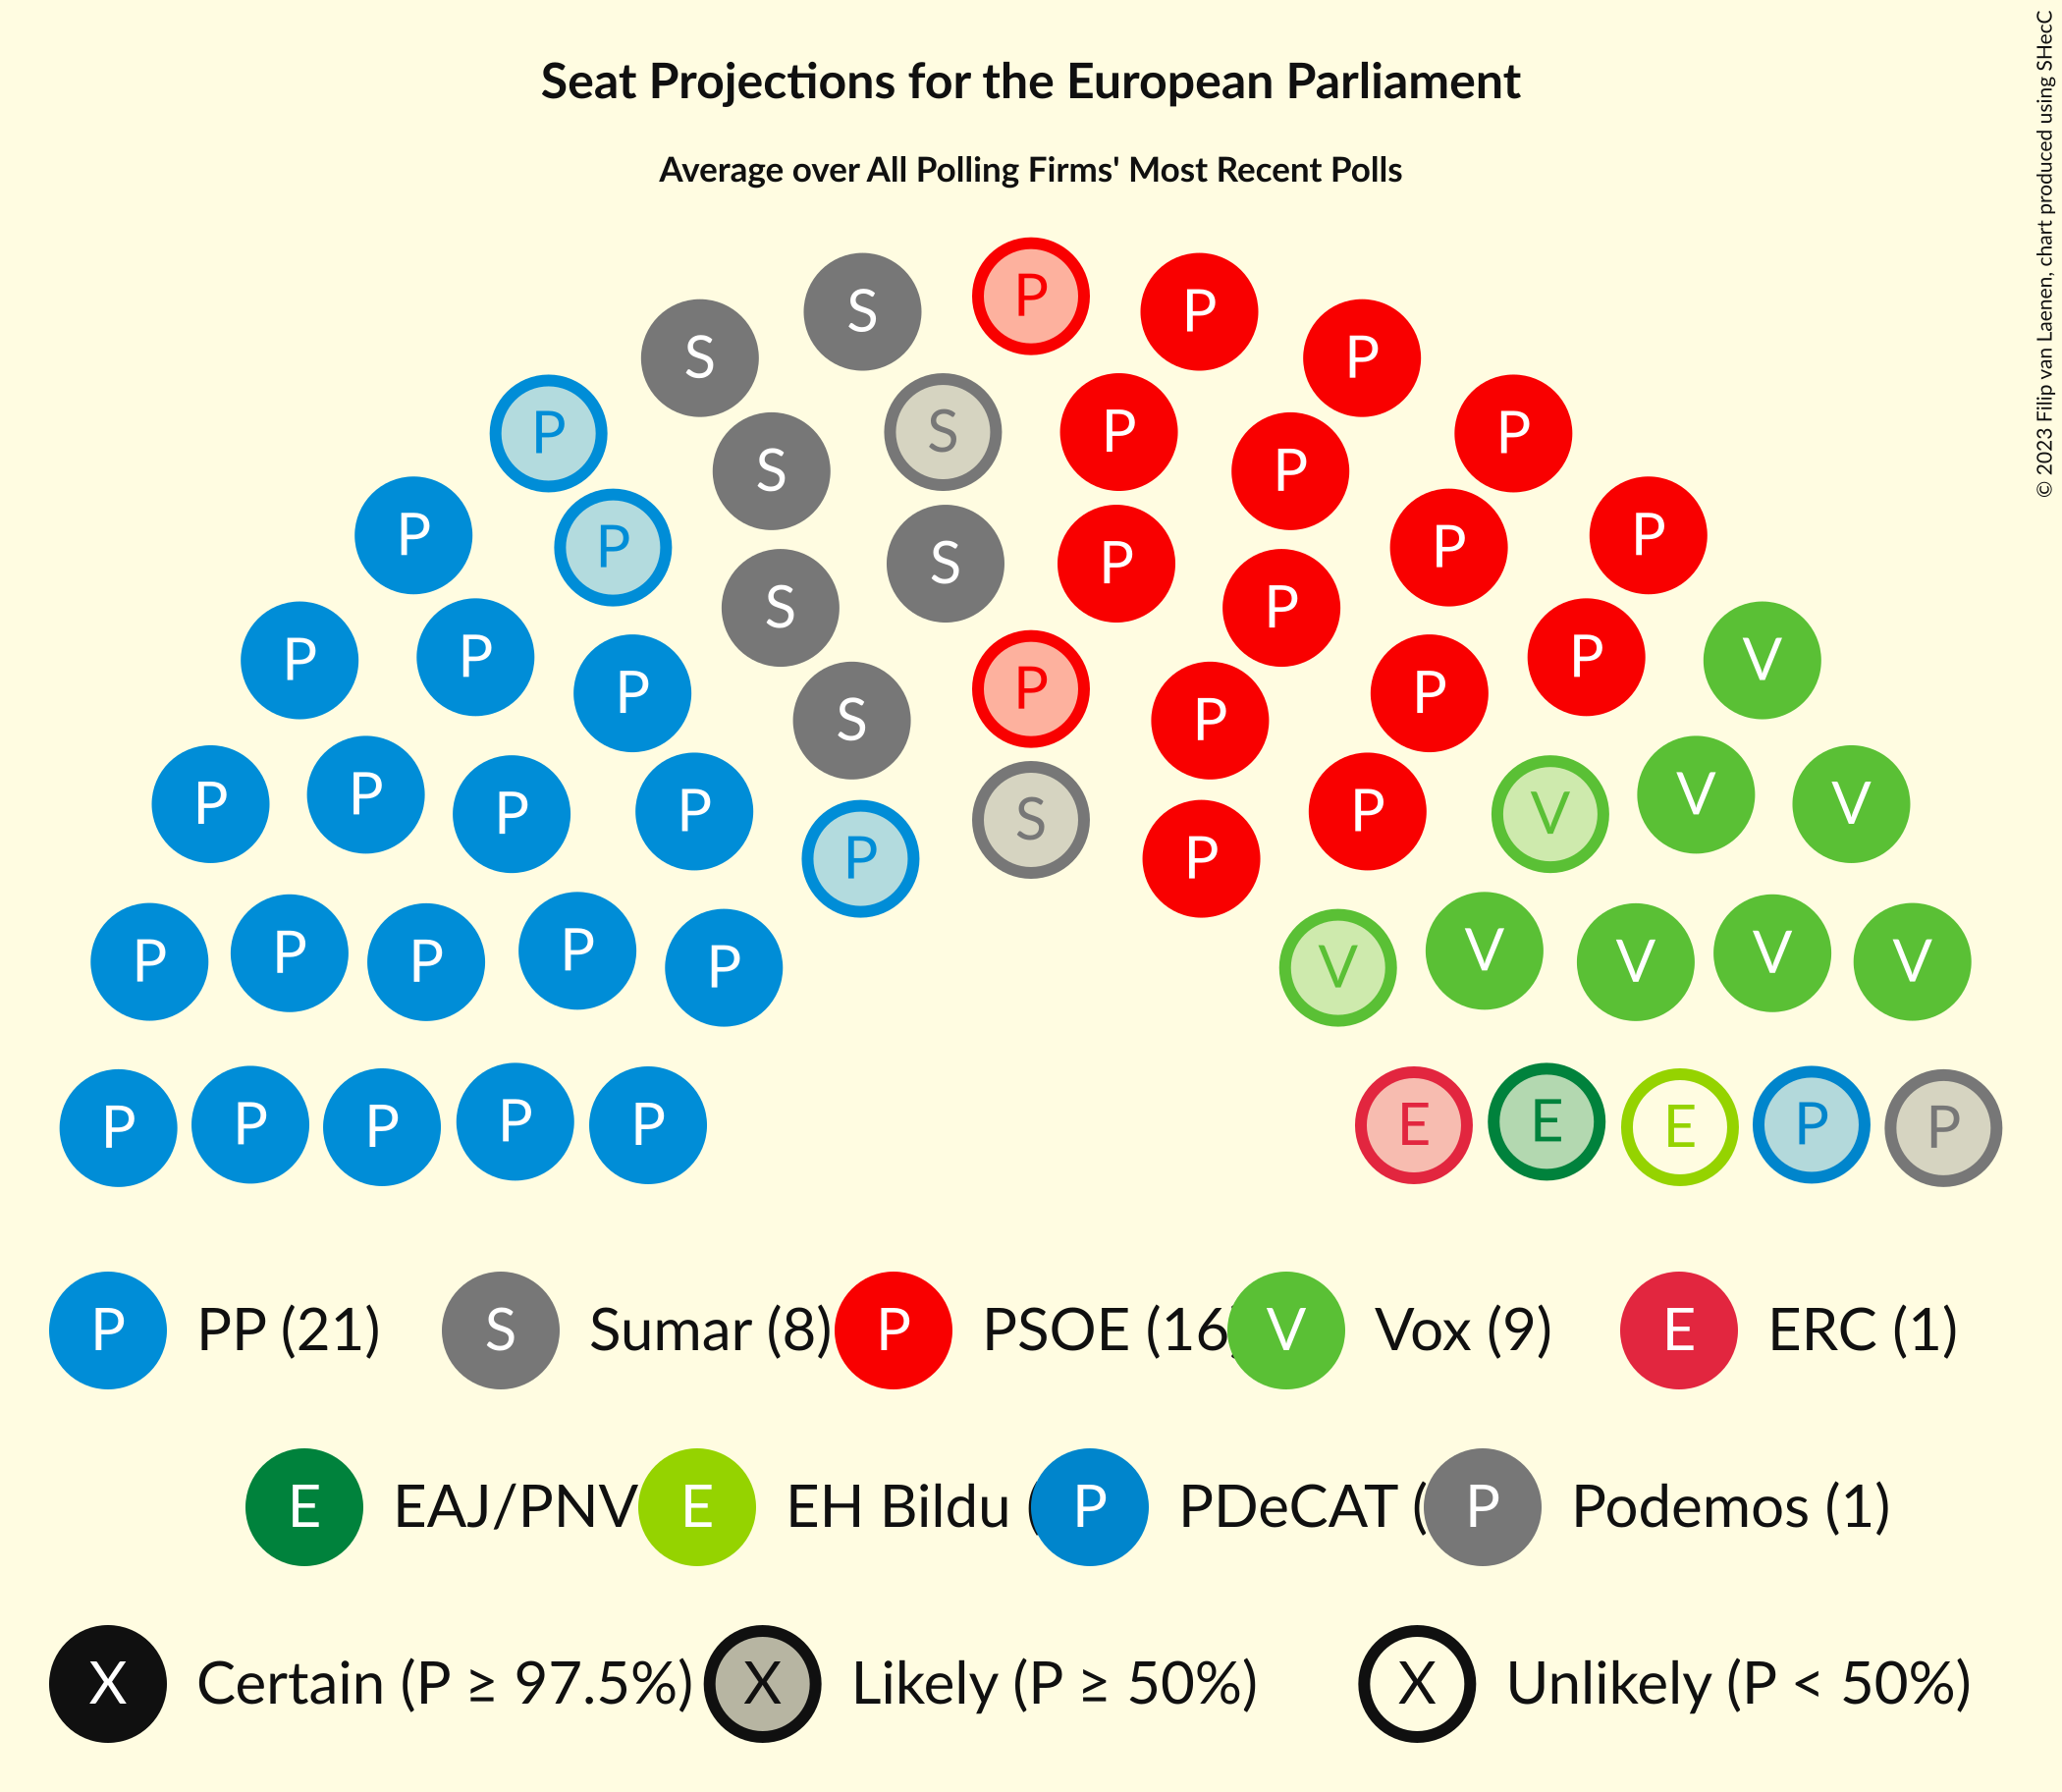 Seat Projections for the European Parliament
Average over All Polling Firms' Most Recent Polls
© 2023 Filip van Laenen, chart produced using SHecC
S P P
S P
P S P P
P S P P
P P S P P
P S P
P P P P P V
S P
P P P P P V V V
P S
P P
P P P P P V V V V V
P P P P P E E E P P
P PP (21) S Sumar (8) P PSOE (16 V Vox (9) E ERC (1)
E EAJ/PNV E EH Bildu ( P PDeCAT ( P Podemos (1)
X Certain (P ≥ 97.5%) X Likely (P ≥ 50%) X Unlikely (P < 50%)